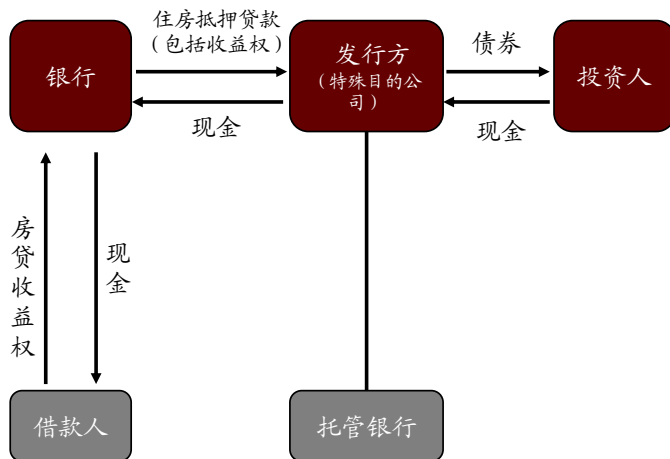 住房抵押贷款
（包括收益权）
银行
发行方
（特殊目的公
司）
债券
投资人
现金
现金
房贷收益权
现金
借款人
托管银行